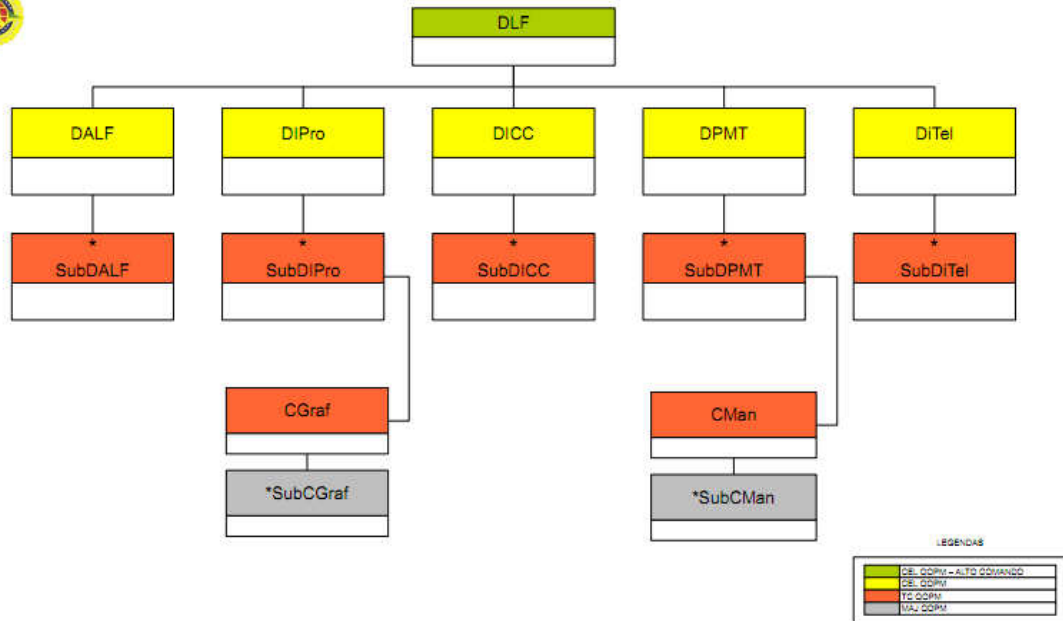 DLF
DALF
DIPro
DICC
DPMT
DiTel
*
SubDALF
*
SubDIPro
*
SubDICC
*
SubDPMT
*
SubDiTel
CGraf
CMan
*SubCGraf
*SubCMan
LEGENDAS
CEL QOPM – ALTO COMANDO
CEL QOPM
TC QOPM
MAJ QOPM